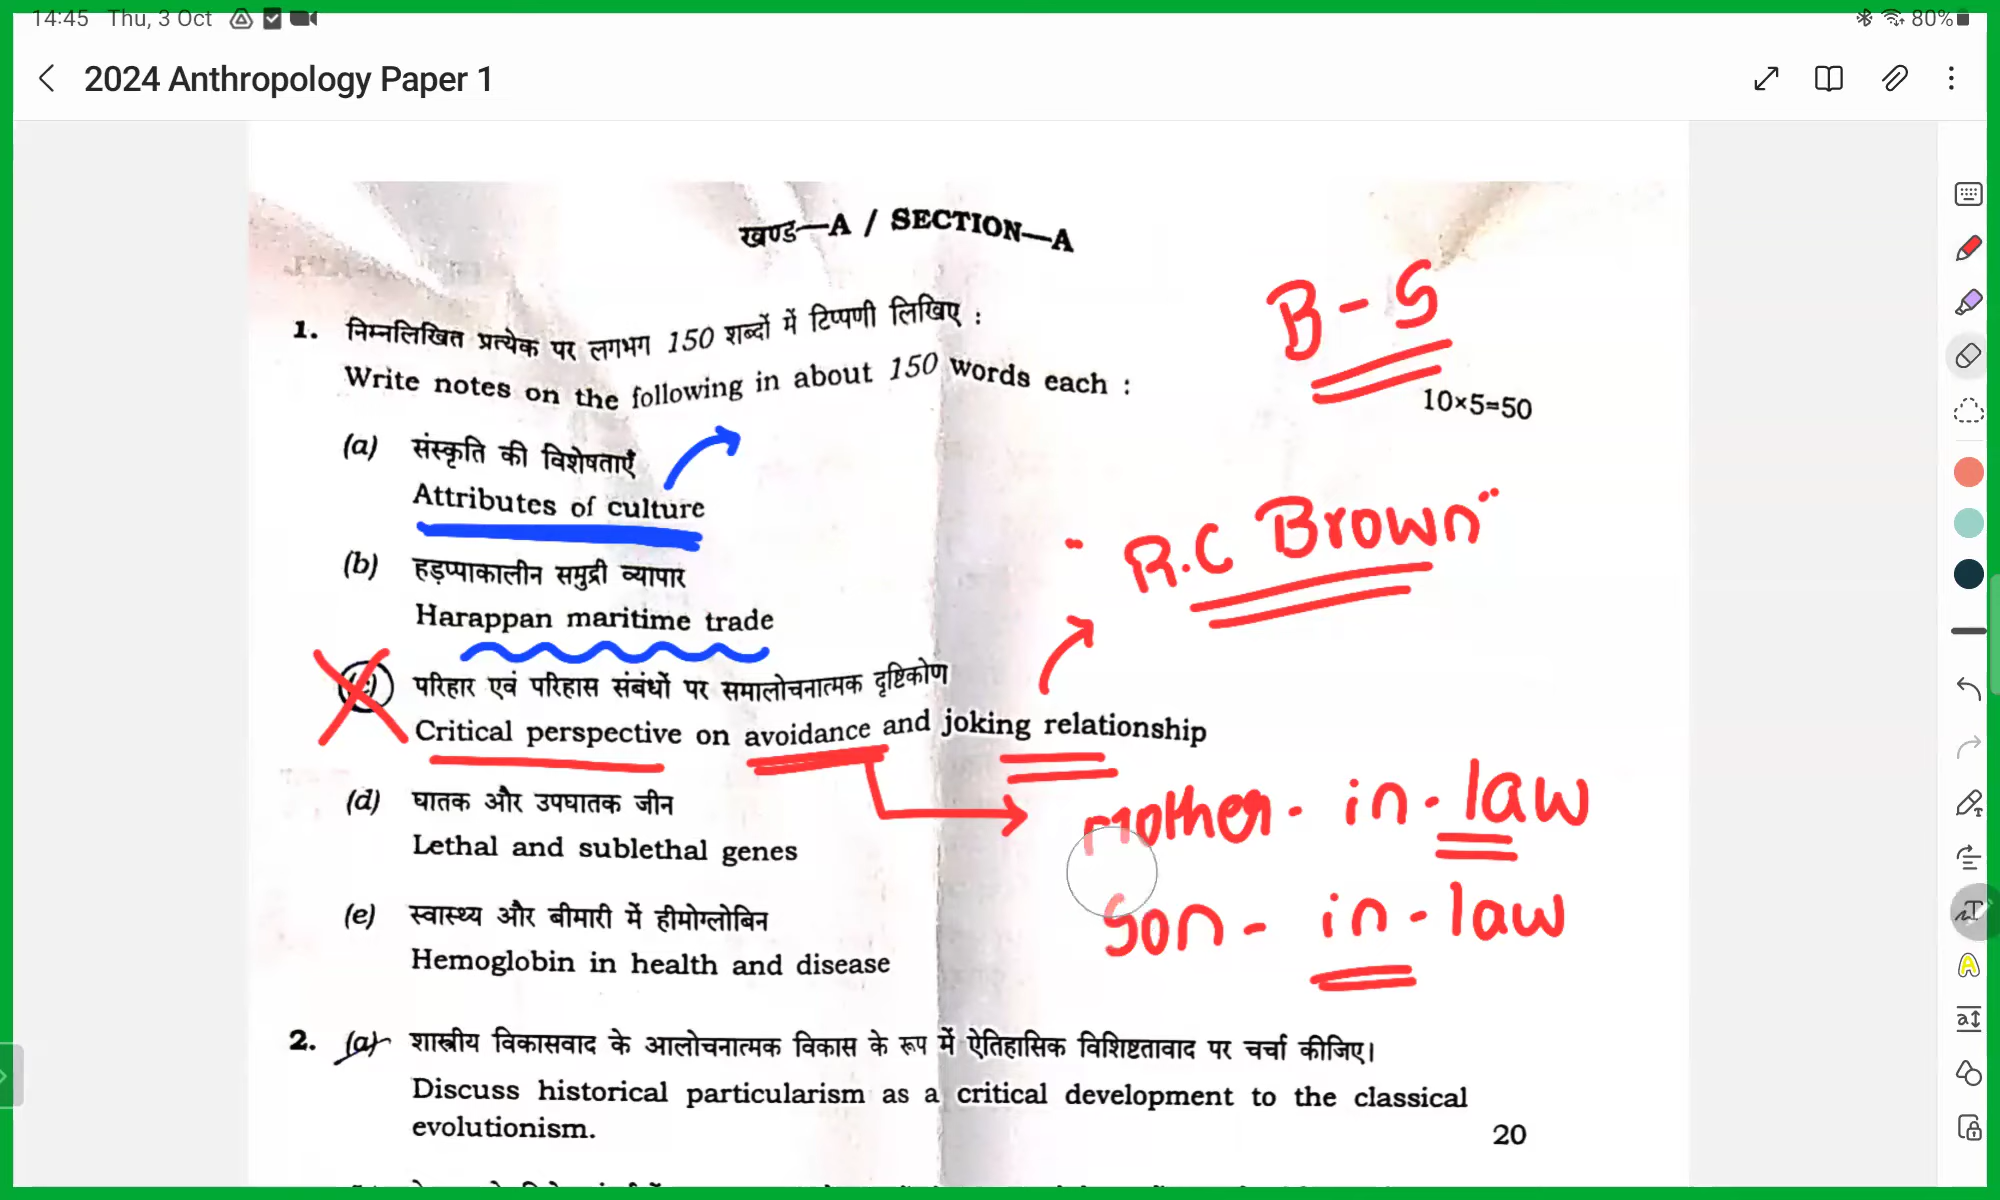 14:45 Thu, 3 Oct 80%
2024 Anthropology Paper 1
खण्ड—A / SECTION—A
B-S
1. निम्नलिखित प्रत्येक पर लगभग 150 शब्दों में टिप्पणी लिखिए :
Write notes on the following in about 150 words each :
10×5=50
(a) संस्कृति की विशेषताएँ
Attributes of culture
R.C Brown
(b) हड़प्पाकालीन समुद्री व्यापार
Harappan maritime trade
(c) परिहार एवं परिहास संबंधों पर समालोचनात्मक दृष्टिकोण
Critical perspective on avoidance and joking relationship
Mother-in-law
(d) घातक और उपघातक जीन
Lethal and sublethal genes
Son-in-law
(e) स्वास्थ्य और बीमारी में हीमोग्लोबिन
Hemoglobin in health and disease
2. (a) शास्त्रीय विकासवाद के आलोचनात्मक विकास के रूप में ऐतिहासिक विशिष्टतावाद पर चर्चा कीजिए।
Discuss historical particularism as a critical development to the classical
evolutionism. 20